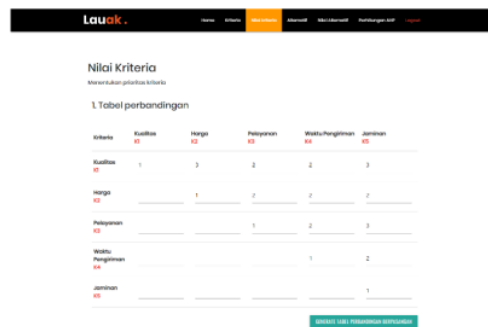 Lauak.
Home Kriteria Nilai Kriteria Alternatif Nilai Alternatif Perhitungan AHP Logout
Nilai Kriteria
Menentukan prioritas kriteria
1. Tabel perbandingan
Kriteria Kualitas K1 Harga K2 Pelayanan K3 Waktu Pengiriman K4 Jaminan K5
Kualitas K1 1 3 2 2 3
Harga K2 1 2 2 2
Pelayanan K3 1 2 3
Waktu Pengiriman K4 1 2
Jaminan K5 1
GENERATE TABEL PERBANDINGAN BERPASANGAN